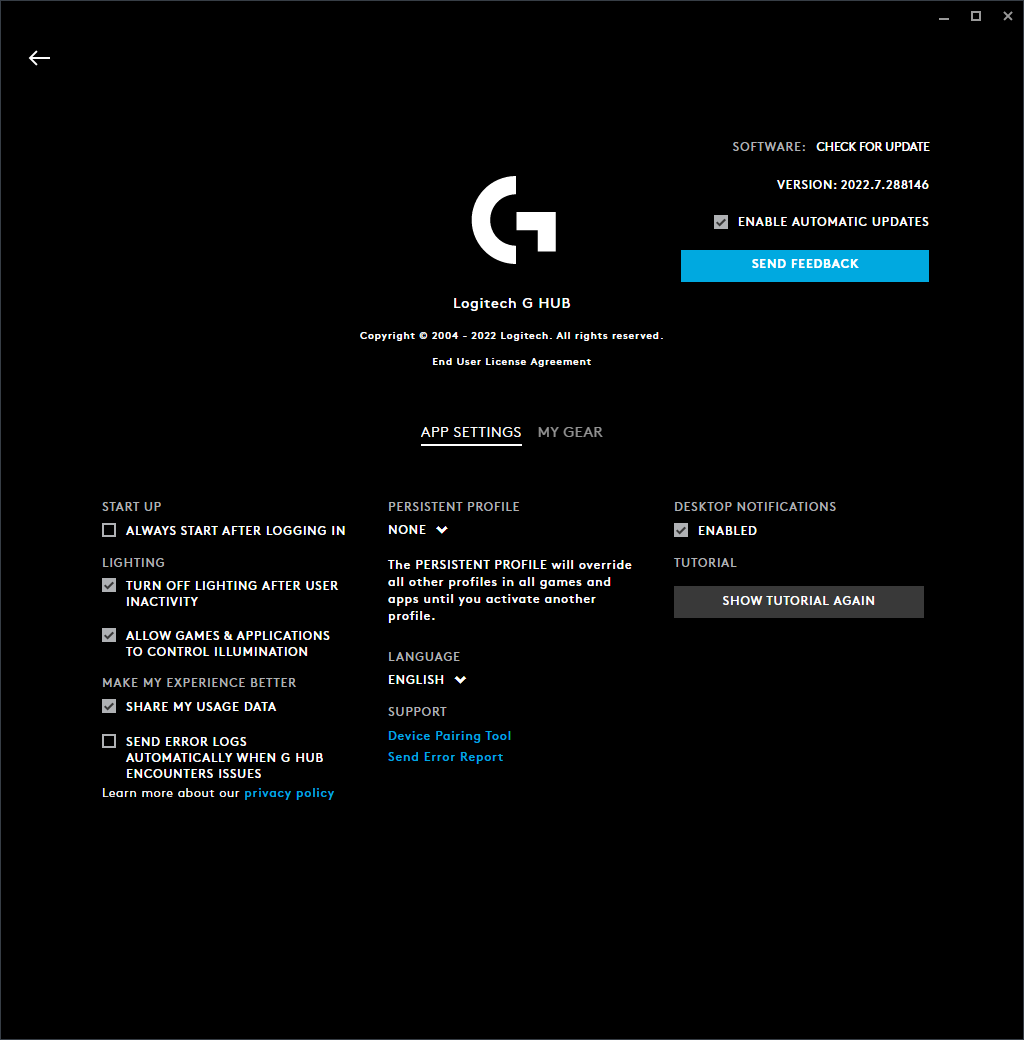 SOFTWARE: CHECK FOR UPDATE
VERSION: 2022.7.288146
ENABLE AUTOMATIC UPDATES
SEND FEEDBACK
Logitech G HUB
Copyright © 2004 - 2022 Logitech. All rights reserved.
End User License Agreement
APP SETTINGS MY GEAR
START UP
ALWAYS START AFTER LOGGING IN
LIGHTING
TURN OFF LIGHTING AFTER USER
INACTIVITY
ALLOW GAMES & APPLICATIONS
TO CONTROL ILLUMINATION
MAKE MY EXPERIENCE BETTER
SHARE MY USAGE DATA
SEND ERROR LOGS
AUTOMATICALLY WHEN G HUB
ENCOUNTERS ISSUES
Learn more about our privacy policy
PERSISTENT PROFILE
NONE
The PERSISTENT PROFILE will override
all other profiles in all games and
apps until you activate another
profile.
LANGUAGE
ENGLISH
SUPPORT
Device Pairing Tool
Send Error Report
DESKTOP NOTIFICATIONS
ENABLED
TUTORIAL
SHOW TUTORIAL AGAIN